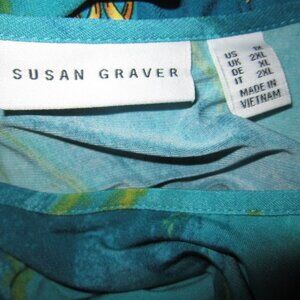 SUSAN GRAVER
US 1X
UK 2XL
DE XL
IT 2XL
MADE IN
VIETNAM